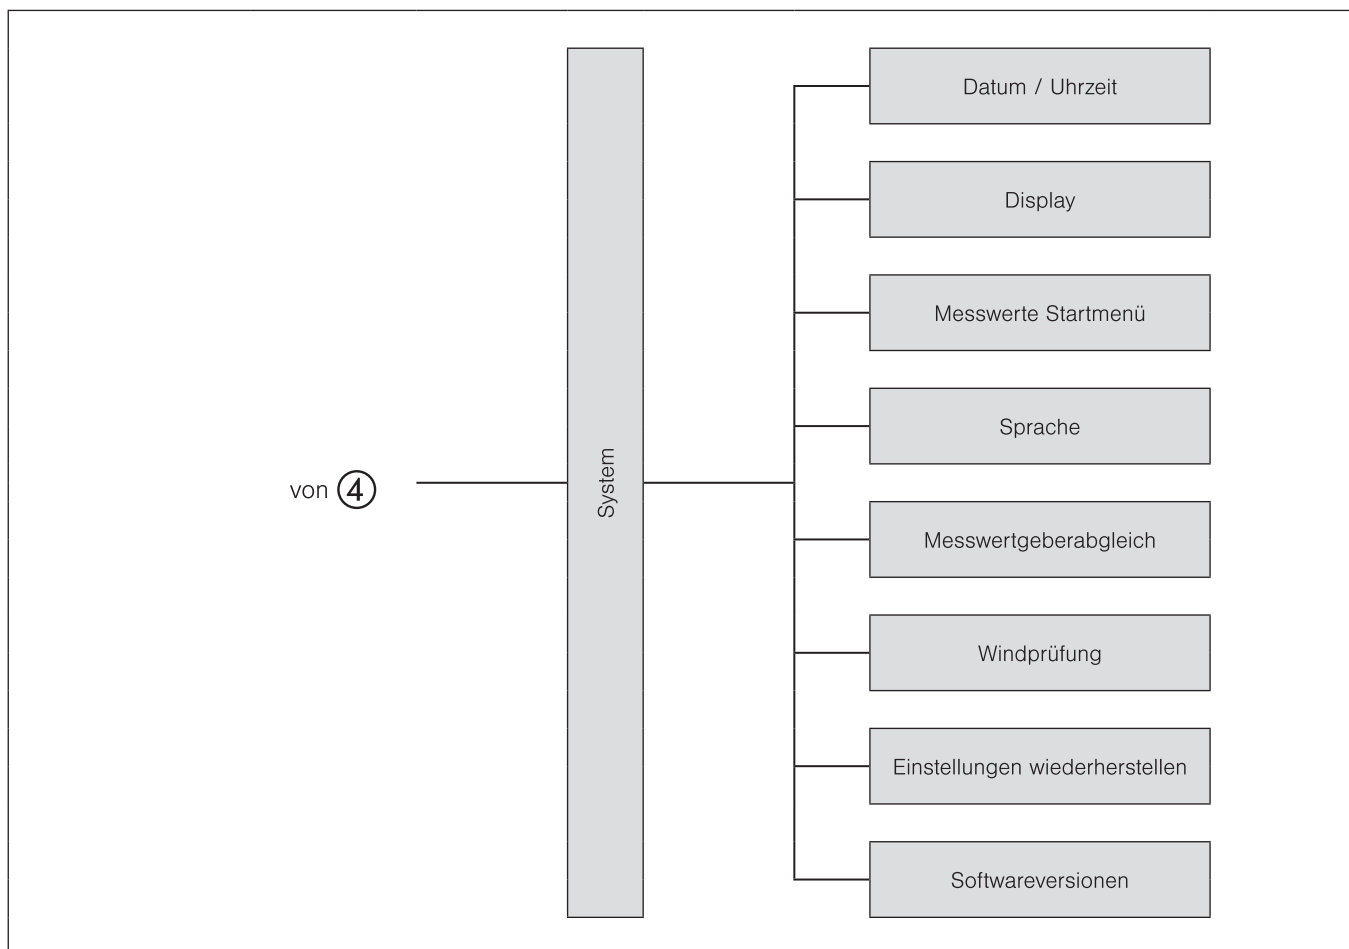 Datum / Uhrzeit
Display
Messwerte Startmenü
Sprache
von 4
System
Messwertgeberabgleich
Windprüfung
Einstellungen wiederherstellen
Softwareversionen